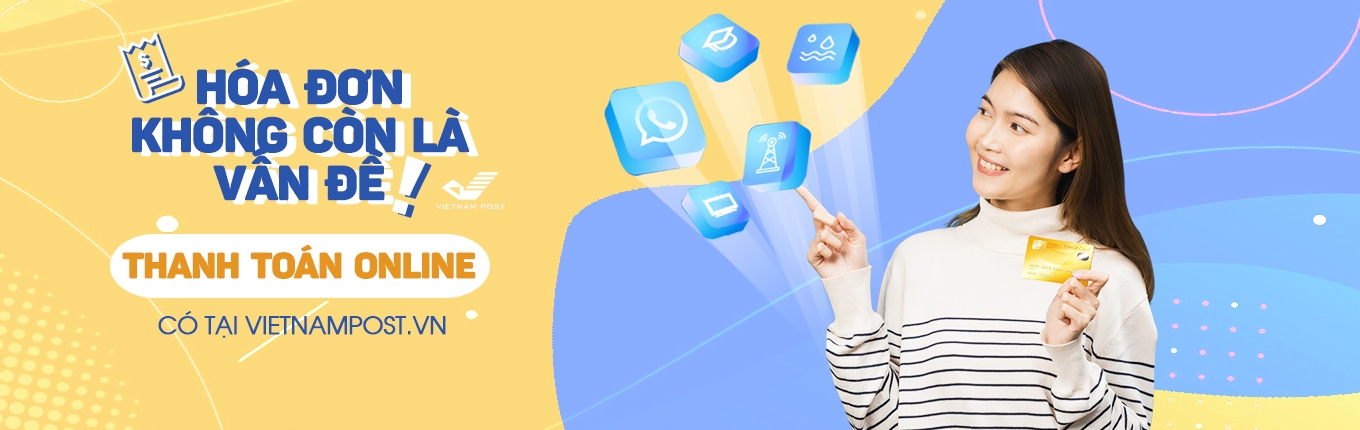 HÓA ĐƠN
KHÔNG CÒN LÀ
VẤN ĐỀ!
VIETNAM POST
THANH TOÁN ONLINE
CÓ TẠI VIETNAMPOST.VN